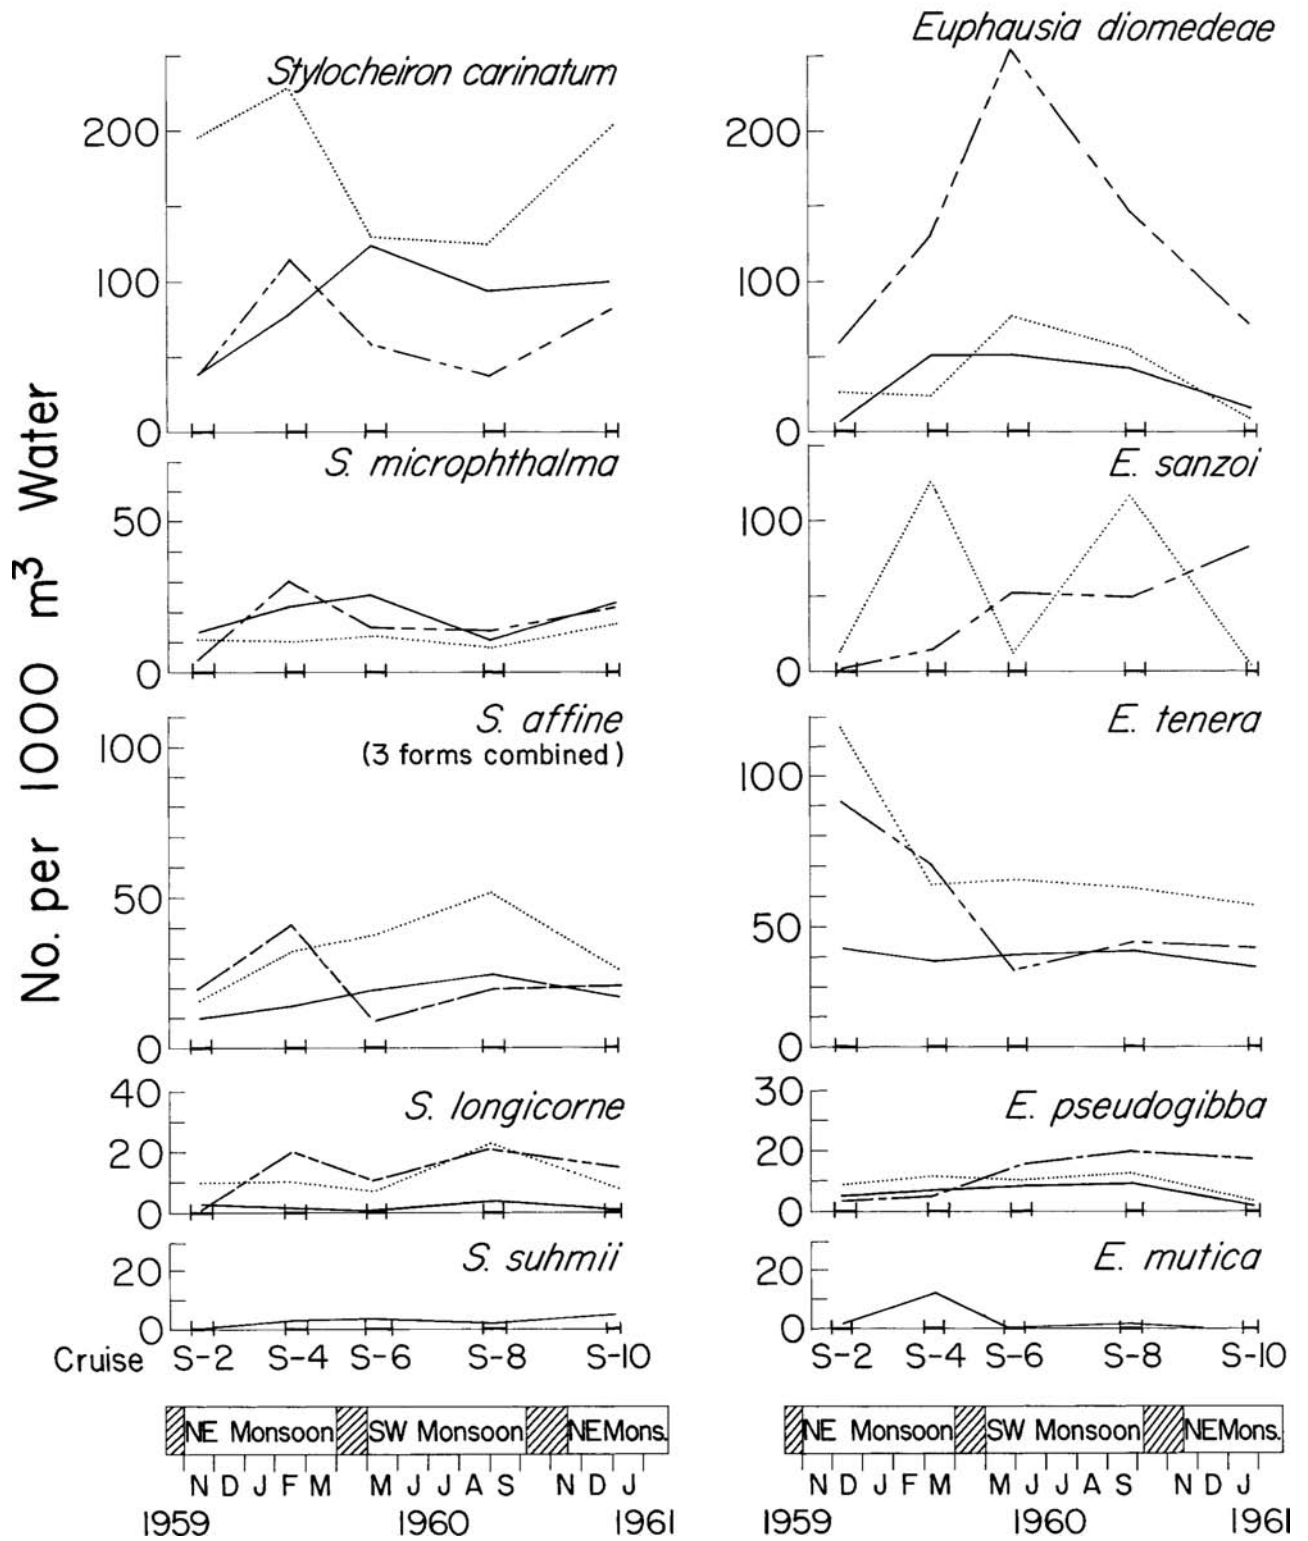 No. per 1000 m³ Water
Stylocheiron carinatum
200
100
0
S. microphthalma
50
0
S. affine
(3 forms combined)
100
50
0
S. longicorne
40
20
0
S. suhmii
20
0
Cruise S-2 S-4 S-6 S-8 S-10
NE Monsoon SW Monsoon NE Mons.
N D J F M M J J A S N D J
1959 1960 1961
Euphausia diomedeae
200
100
0
E. sanzoi
100
0
E. tenera
100
50
0
E. pseudogibba
30
20
0
E. mutica
20
0
S-2 S-4 S-6 S-8 S-10
NE Monsoon SW Monsoon NE Mons.
N D J F M M J J A S N D J
1959 1960 1961